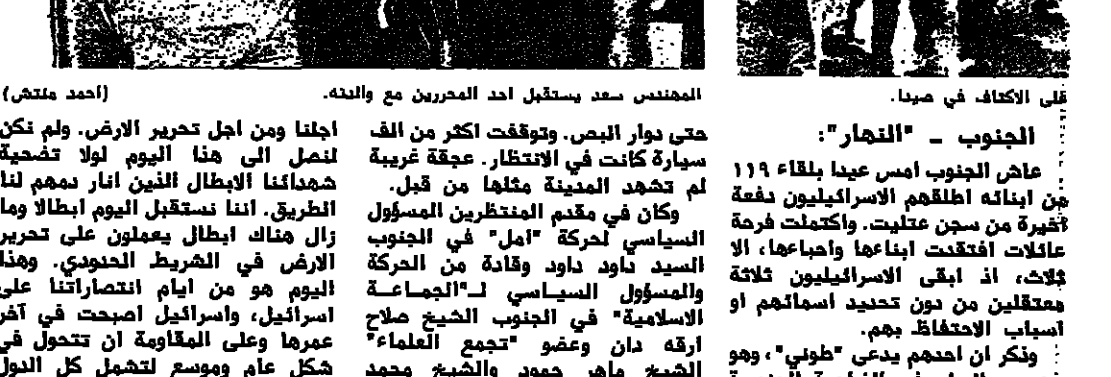 على الاكتاف في صيدا.
المهندس سعد يستقبل احد المحررين مع والدته.
(احمد منتش)
الجنوب ـ "النهار":
عاش الجنوب امس عيدا بلقاء ١١٩
من ابنائه اطلقهم الاسرائيليون دفعة
اخيرة من سجن عتليت. واكتملت فرحة
عائلات افتقدت ابناءها واحباءها، الا
ثلاث، اذ ابقى الاسرائيليون ثلاثة
معتقلين من دون تحديد اسمائهم او
اسباب الاحتفاظ بهم.
وذكر ان احدهم يدعى "طوني"، وهو
حتى دوار البص. وتوقفت اكثر من الف
سيارة كانت في الانتظار. عجقة غريبة
لم تشهد المدينة مثلها من قبل.
وكان في مقدم المنتظرين المسؤول
السياسي لحركة "امل" في الجنوب
السيد داود داود وقادة من الحركة
والمسؤول السياسي لـ"الجماعة
الاسلامية" في الجنوب الشيخ صلاح
ارقه دان وعضو "تجمع العلماء"
الشيخ ماهر حمود والشيخ محمد
اجلنا ومن اجل تحرير الارض. ولم نكن
لنصل الى هذا اليوم لولا تضحية
شهدائنا الابطال الذين انار دمهم لنا
الطريق. اننا نستقبل اليوم ابطالا وما
زال هناك ابطال يعملون على تحرير
الارض في الشريط الحدودي. وهذا
اليوم هو من ايام انتصاراتنا على
اسرائيل، واسرائيل اصبحت في آخر
عمرها وعلى المقاومة ان تتحول في
شكل عام وموسع لتشمل كل الدول